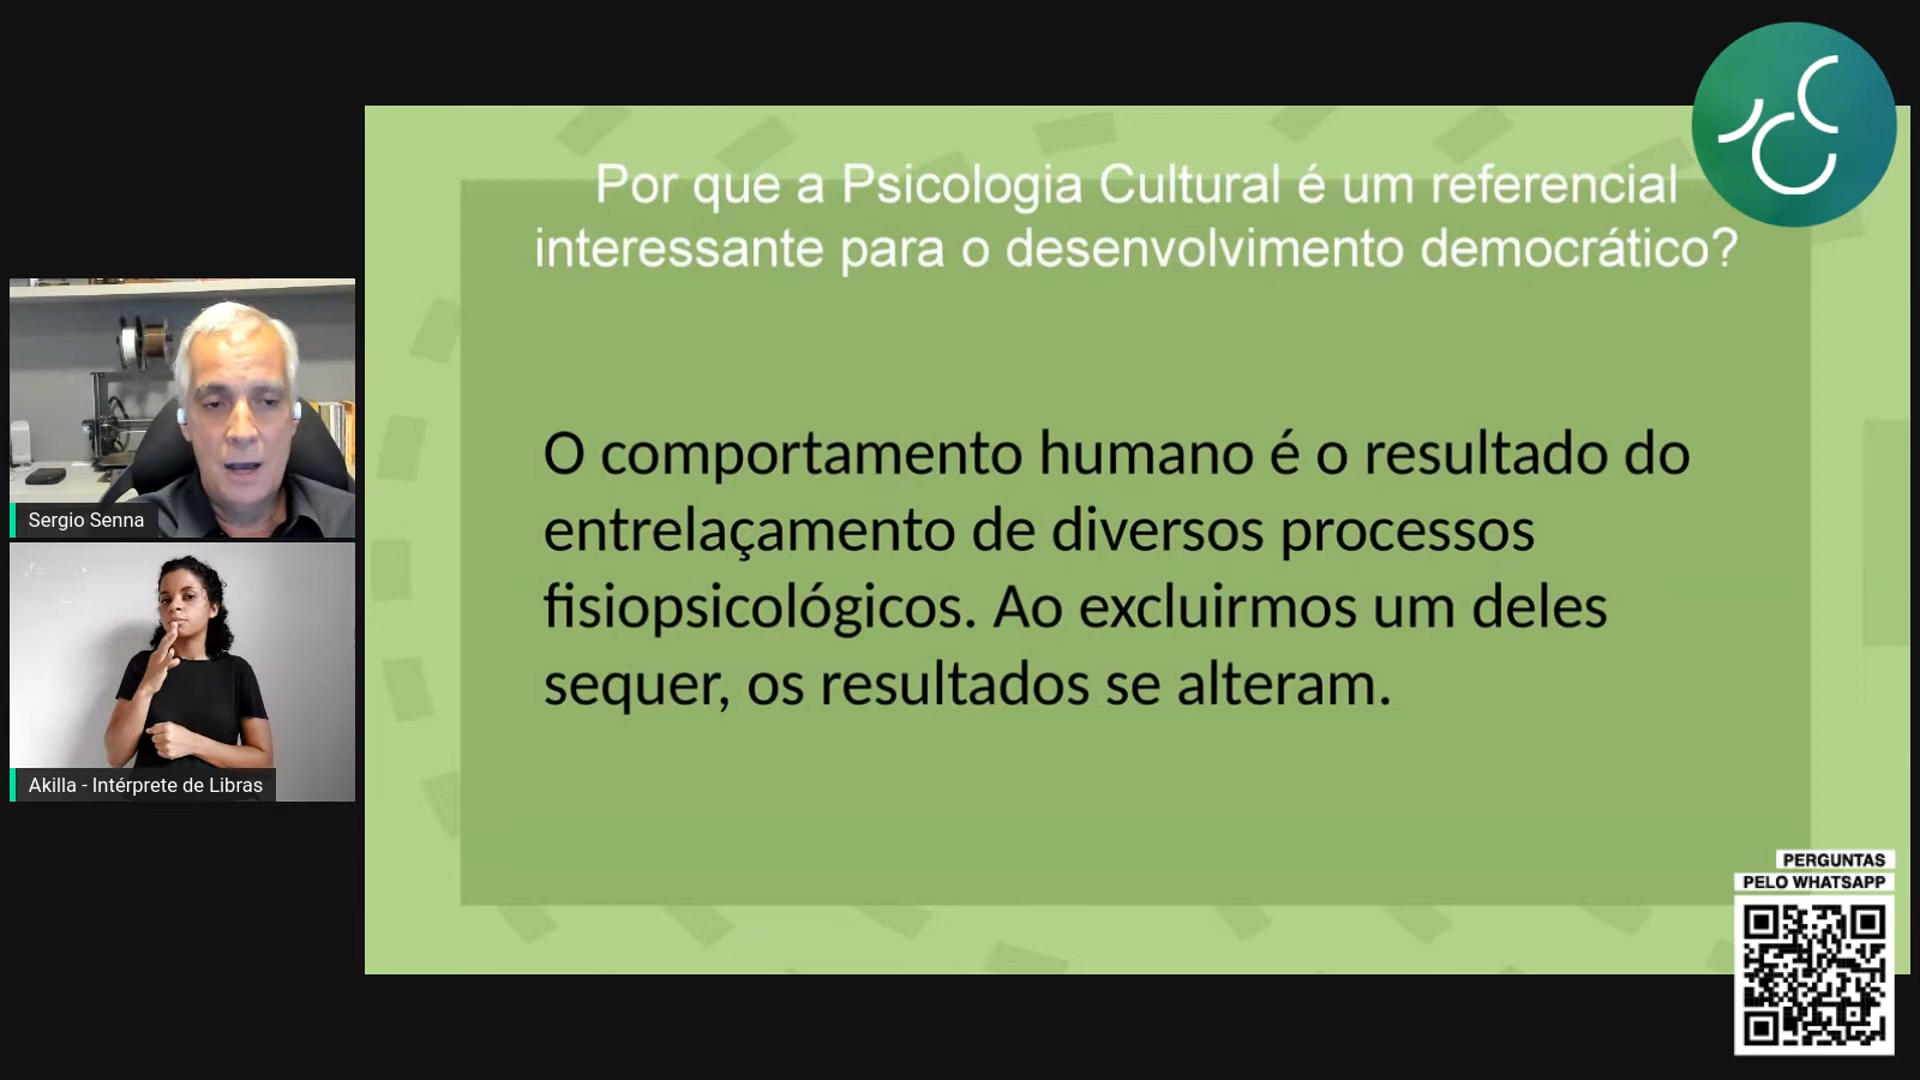 Por que a Psicologia Cultural é um referencial
interessante para o desenvolvimento democrático?
O comportamento humano é o resultado do
entrelaçamento de diversos processos
fisiopsicológicos. Ao excluirmos um deles
sequer, os resultados se alteram.
Sergio Senna
Akilla - Intérprete de Libras
PERGUNTAS
PELO WHATSAPP